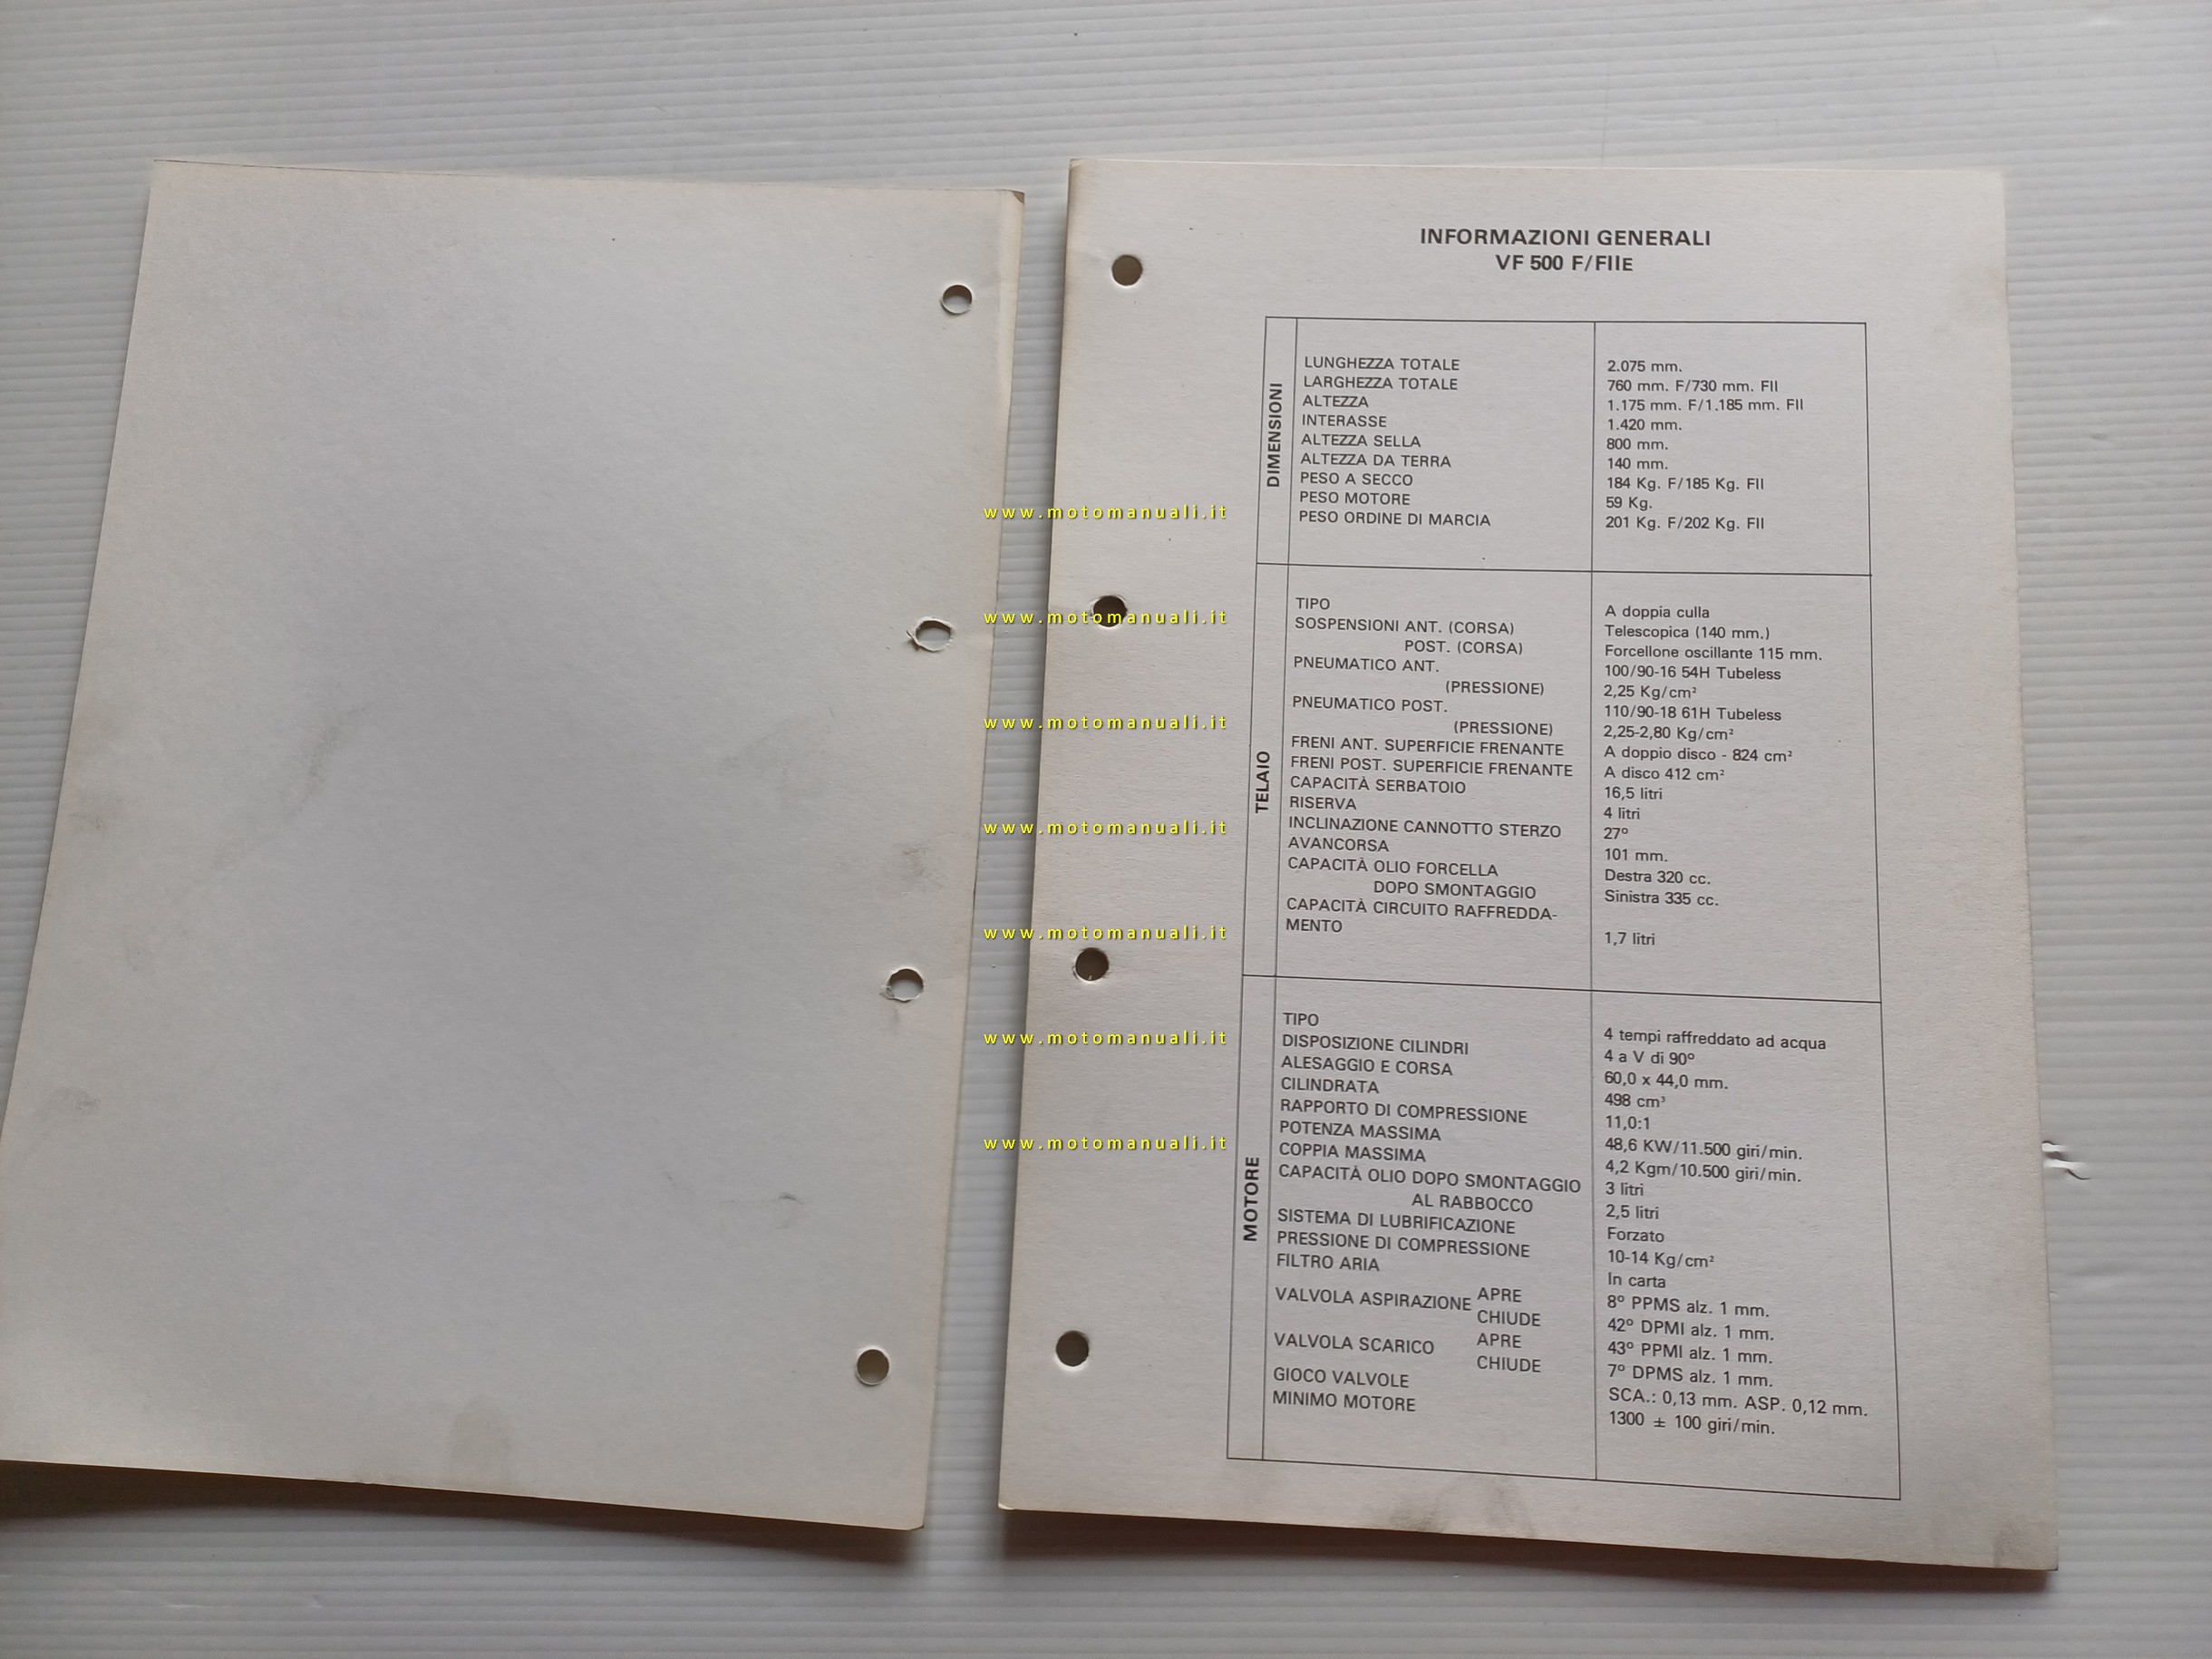 INFORMAZIONI GENERALI
VF 500 F/FIIE
DIMENSIONI
LUNGHEZZA TOTALE 2.075 mm.
LARGHEZZA TOTALE 760 mm. F/730 mm. FII
ALTEZZA 1.175 mm. F/1.185 mm. FII
INTERASSE 1.420 mm.
ALTEZZA SELLA 800 mm.
ALTEZZA DA TERRA 140 mm.
PESO A SECCO 184 Kg. F/185 Kg. FII
PESO MOTORE 59 Kg.
PESO ORDINE DI MARCIA 201 Kg. F/202 Kg. FII
TELAIO
TIPO A doppia culla
SOSPENSIONI ANT. (CORSA) Telescopica (140 mm.)
POST. (CORSA) Forcellone oscillante 115 mm.
PNEUMATICO ANT. 100/90-16 54H Tubeless
(PRESSIONE) 2,25 Kg/cm²
PNEUMATICO POST. 110/90-18 61H Tubeless
(PRESSIONE) 2,25-2,80 Kg/cm²
FRENI ANT. SUPERFICIE FRENANTE A doppio disco - 824 cm²
FRENI POST. SUPERFICIE FRENANTE A disco 412 cm²
CAPACITÀ SERBATOIO 16,5 litri
RISERVA 4 litri
INCLINAZIONE CANNOTTO STERZO 27°
AVANCORSA 101 mm.
CAPACITÀ OLIO FORCELLA Destra 320 cc.
DOPO SMONTAGGIO Sinistra 335 cc.
CAPACITÀ CIRCUITO RAFFREDDA-
MENTO 1,7 litri
MOTORE
TIPO 4 tempi raffreddato ad acqua
DISPOSIZIONE CILINDRI 4 a V di 90°
ALESAGGIO E CORSA 60,0 x 44,0 mm.
CILINDRATA 498 cm³
RAPPORTO DI COMPRESSIONE 11,0:1
POTENZA MASSIMA 48,6 KW/11.500 giri/min.
COPPIA MASSIMA 4,2 Kgm/10.500 giri/min.
CAPACITÀ OLIO DOPO SMONTAGGIO 3 litri
AL RABBOCCO 2,5 litri
SISTEMA DI LUBRIFICAZIONE Forzato
PRESSIONE DI COMPRESSIONE 10-14 Kg/cm²
FILTRO ARIA In carta
VALVOLA ASPIRAZIONE APRE 8° PPMS alz. 1 mm.
CHIUDE 42° DPMI alz. 1 mm.
VALVOLA SCARICO APRE 43° PPMI alz. 1 mm.
CHIUDE 7° DPMS alz. 1 mm.
GIOCO VALVOLE SCA.: 0,13 mm. ASP. 0,12 mm.
MINIMO MOTORE 1300 ± 100 giri/min.
www.motomanuali.it
www.motomanuali.it
www.motomanuali.it
www.motomanuali.it
www.motomanuali.it
www.motomanuali.it
www.motomanuali.it